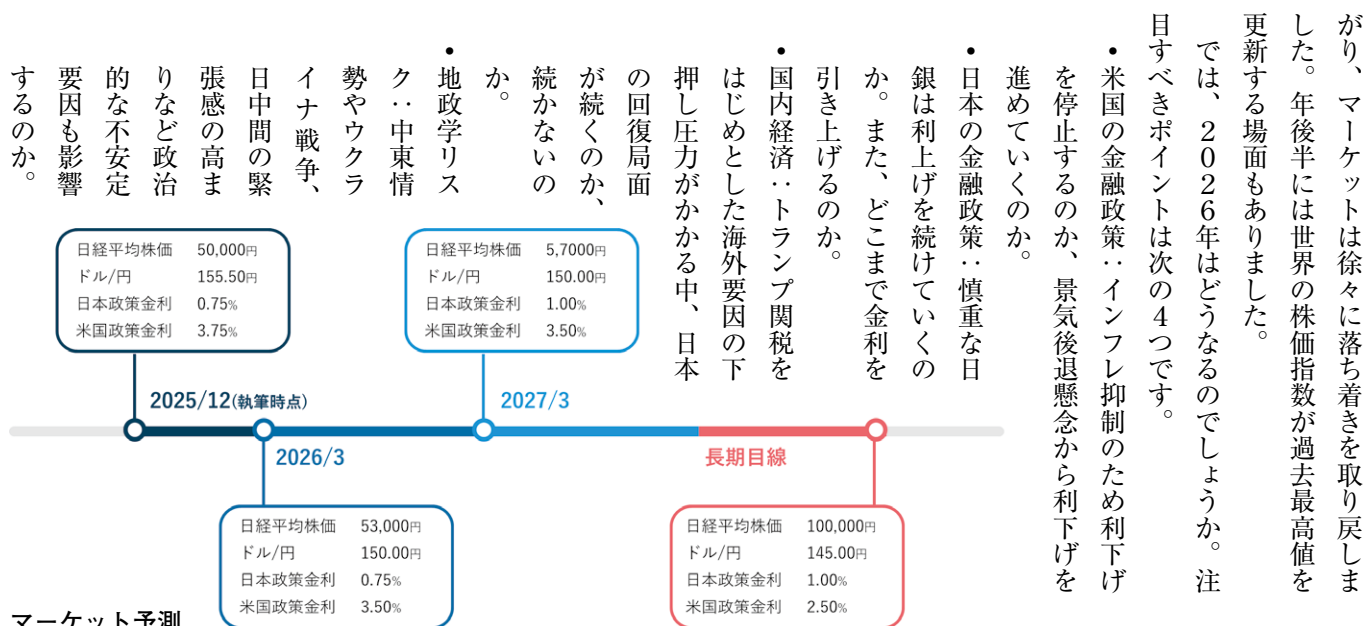 がり、マーケットは徐々に落ち着きを取り戻しま
した。年後半には世界の株価指数が過去最高値を
更新する場面もありました。
では、2026年はどうなるのでしょうか。注
目すべきポイントは次の4つです。
•米国の金融政策：インフレ抑制のため利下げ
を停止するのか、景気後退懸念から利下げを
進めていくのか。
•日本の金融政策：慎重な日
銀は利上げを続けていくの
か。また、どこまで金利を
引き上げるのか。
•国内経済：トランプ関税を
はじめとした海外要因の下
押し圧力がかかる中、日本
の回復局面
が続くのか、
続かないの
か。
•地政学リス
ク：中東情
勢やウクラ
イナ戦争、
日中間の緊
張感の高ま
りなど政治
的な不安定
要因も影響
するのか。
日経平均株価 50,000円
ドル/円 155.50円
日本政策金利 0.75%
米国政策金利 3.75%
2025/12(執筆時点)
日経平均株価 53,000円
ドル/円 150.00円
日本政策金利 0.75%
米国政策金利 3.50%
2026/3
日経平均株価 5,7000円
ドル/円 150.00円
日本政策金利 1.00%
米国政策金利 3.50%
2027/3
長期目線
日経平均株価 100,000円
ドル/円 145.00円
日本政策金利 1.00%
米国政策金利 2.50%
マーケット予測